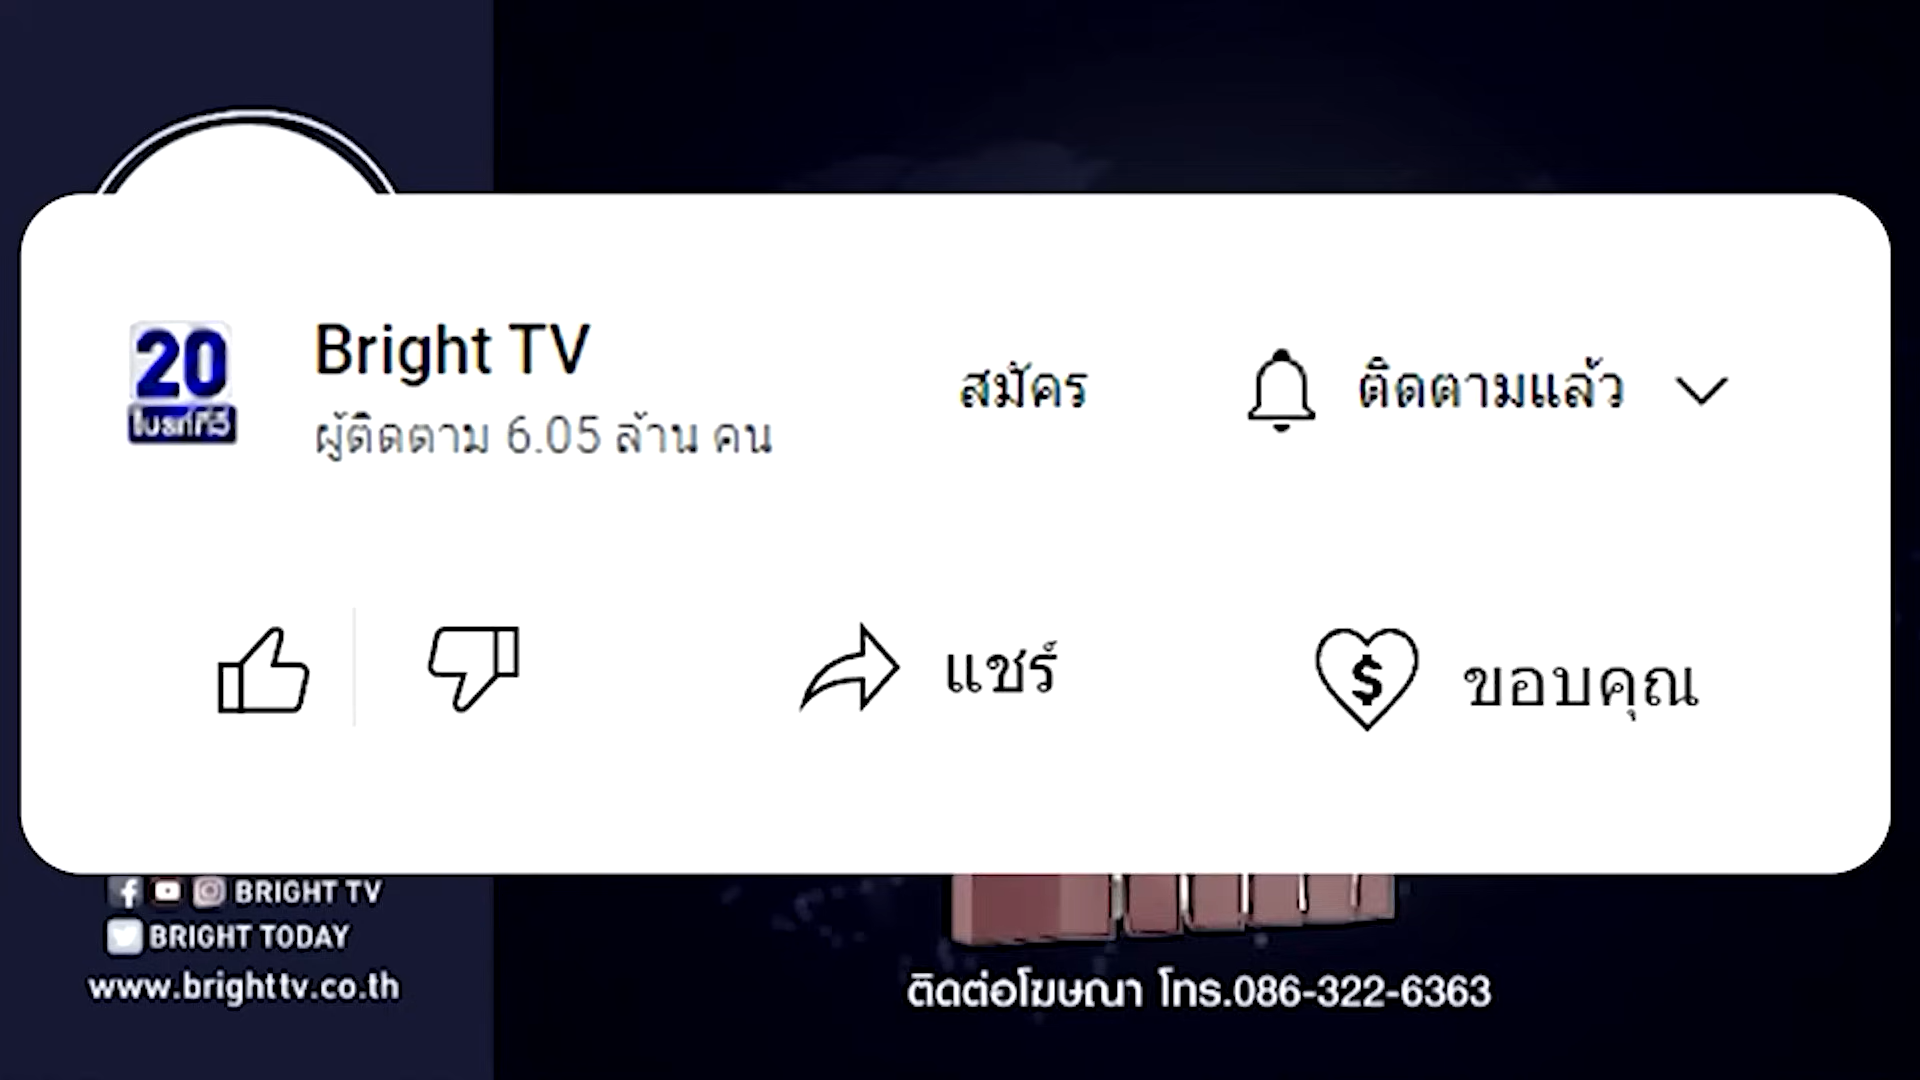 20
ไบรท์ทีวี
Bright TV
ผู้ติดตาม 6.05 ล้าน คน
สมัคร
ติดตามแล้ว
แชร์
$ ขอบคุณ
BRIGHT TV
BRIGHT TODAY
www.brighttv.co.th
ติดต่อโฆษณา โทร.086-322-6363